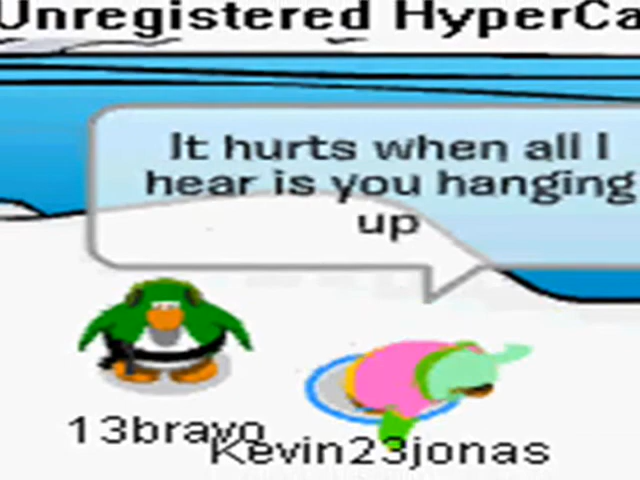 Unregistered HyperCa
It hurts when all I
hear is you hanging
up
13bravo
Kevin23jonas